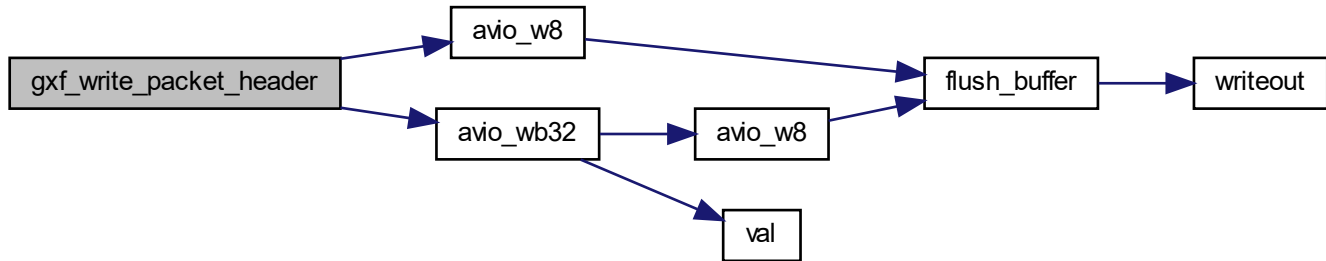 gxf_write_packet_header
avio_w8
avio_wb32
avio_w8
val
flush_buffer
writeout